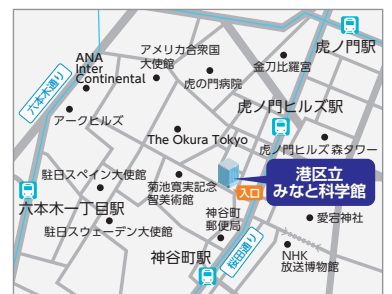 虎ノ門駅
ANA
Inter
Continental
アメリカ合衆国
大使館
金刀比羅宮
虎の門病院
六本木通り
虎ノ門ヒルズ駅
アークヒルズ
The Okura Tokyo
虎ノ門ヒルズ森タワー
港区立
みなと科学館
入口
駐日スペイン大使館
菊池寛実記念
智美術館
六本木一丁目駅
神谷町
郵便局
愛宕神社
駐日スウェーデン大使館
桜田通り
神谷町駅
NHK
放送博物館